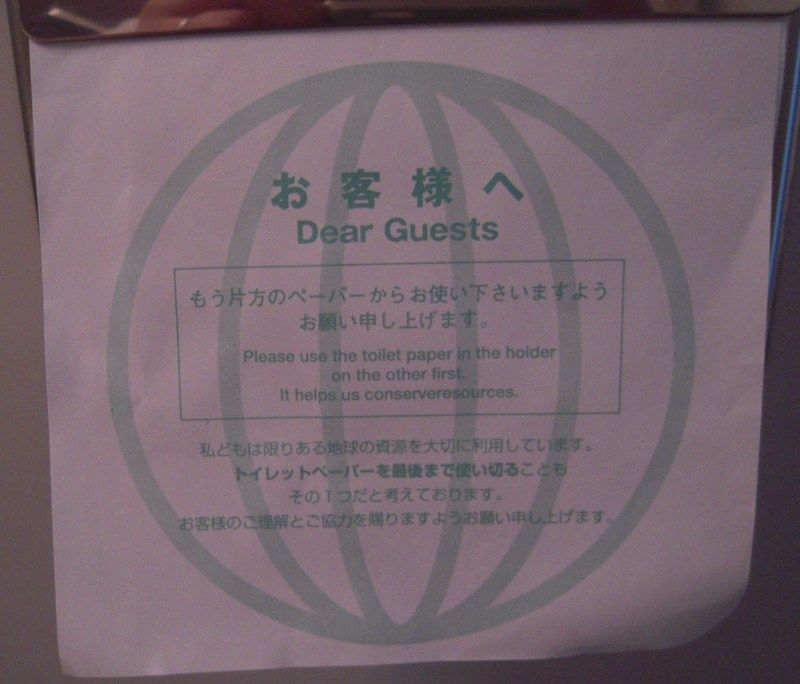 お客様へ
Dear Guests
もう片方のペーパーからお使い下さいますよう
お願い申し上げます。
Please use the toilet paper in the holder
on the other first.
It helps us conserveresources.
私どもは限りある地球の資源を大切に利用しています。
トイレットペーパーを最後まで使い切ることも
その1つだと考えております。
お客様のご理解とご協力を賜りますようお願い申し上げます。